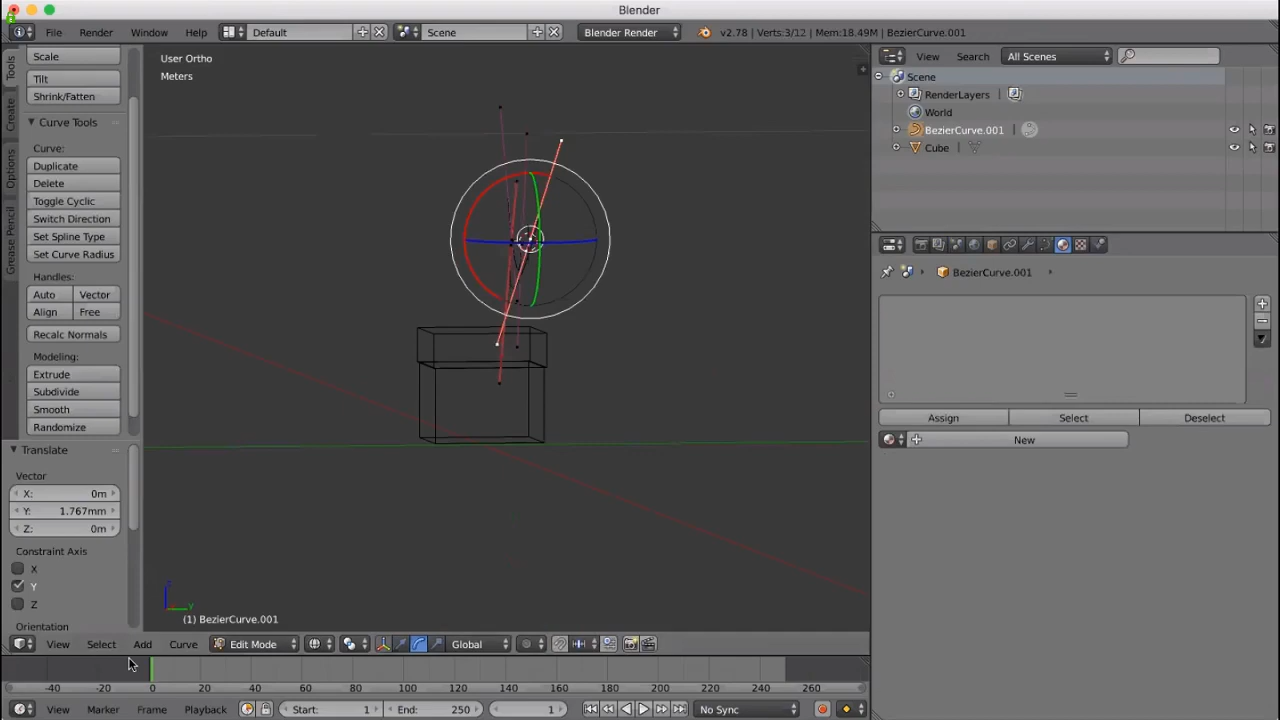 Blender
File Render Window Help Default Scene Blender Render v2.78 | Verts:3/12 | Mem:18.49M | BezierCurve.001
Tools
Create
Options
Grease Pencil
Scale
Tilt
Shrink/Fatten
Curve Tools
Curve:
Duplicate
Delete
Toggle Cyclic
Switch Direction
Set Spline Type
Set Curve Radius
Handles:
Auto Vector
Align Free
Recalc Normals
Modeling:
Extrude
Subdivide
Smooth
Randomize
Translate
Vector
X: 0m
Y: 1.767mm
Z: 0m
Constraint Axis
X
Y
Z
Orientation
User Ortho
Meters
(1) BezierCurve.001
View Select Add Curve Edit Mode Global
-40 -20 0 20 40 60 80 100 120 140 160 180 200 220 240 260
View Marker Frame Playback Start: 1 End: 250 1 No Sync
View Search All Scenes
Scene
RenderLayers
World
BezierCurve.001
Cube
BezierCurve.001
Assign Select Deselect
New